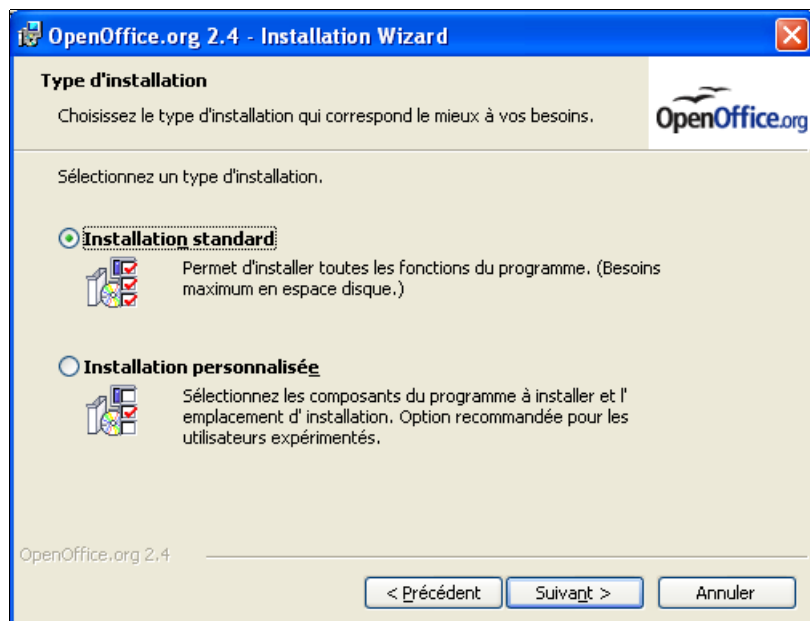 OpenOffice.org 2.4 - Installation Wizard
Type d'installation
Choisissez le type d'installation qui correspond le mieux à vos besoins.
OpenOffice.org
Sélectionnez un type d'installation.
Installation standard
Permet d'installer toutes les fonctions du programme. (Besoins
maximum en espace disque.)
Installation personnalisée
Sélectionnez les composants du programme à installer et l'
emplacement d' installation. Option recommandée pour les
utilisateurs expérimentés.
OpenOffice.org 2.4
< Précédent
Suivant >
Annuler